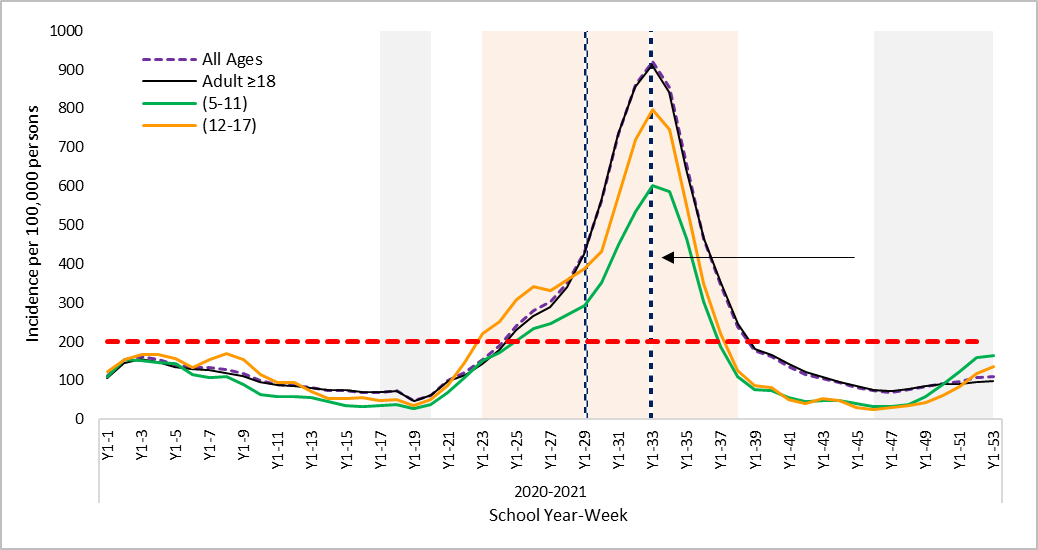 1000
900
800
700
600
500
400
300
200
100
0
Incidence per 100,000 persons
All Ages
Adult ≥18
(5-11)
(12-17)
Y1-1
Y1-3
Y1-5
Y1-7
Y1-9
Y1-11
Y1-13
Y1-15
Y1-17
Y1-19
Y1-21
Y1-23
Y1-25
Y1-27
Y1-29
Y1-31
Y1-33
Y1-35
Y1-37
Y1-39
Y1-41
Y1-43
Y1-45
Y1-47
Y1-49
Y1-51
Y1-53
2020-2021
School Year-Week